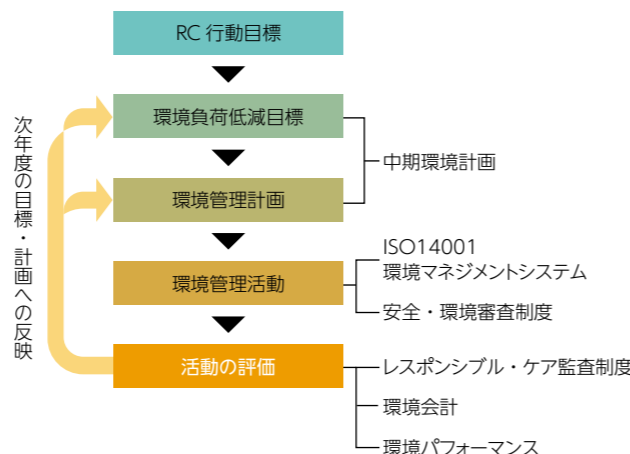 RC 行動目標
環境負荷低減目標
中期環境計画
環境管理計画
ISO14001
環境マネジメントシステム
環境管理活動
安全・環境審査制度
活動の評価
レスポンシブル・ケア監査制度
環境会計
環境パフォーマンス
次年度の目標・計画への反映